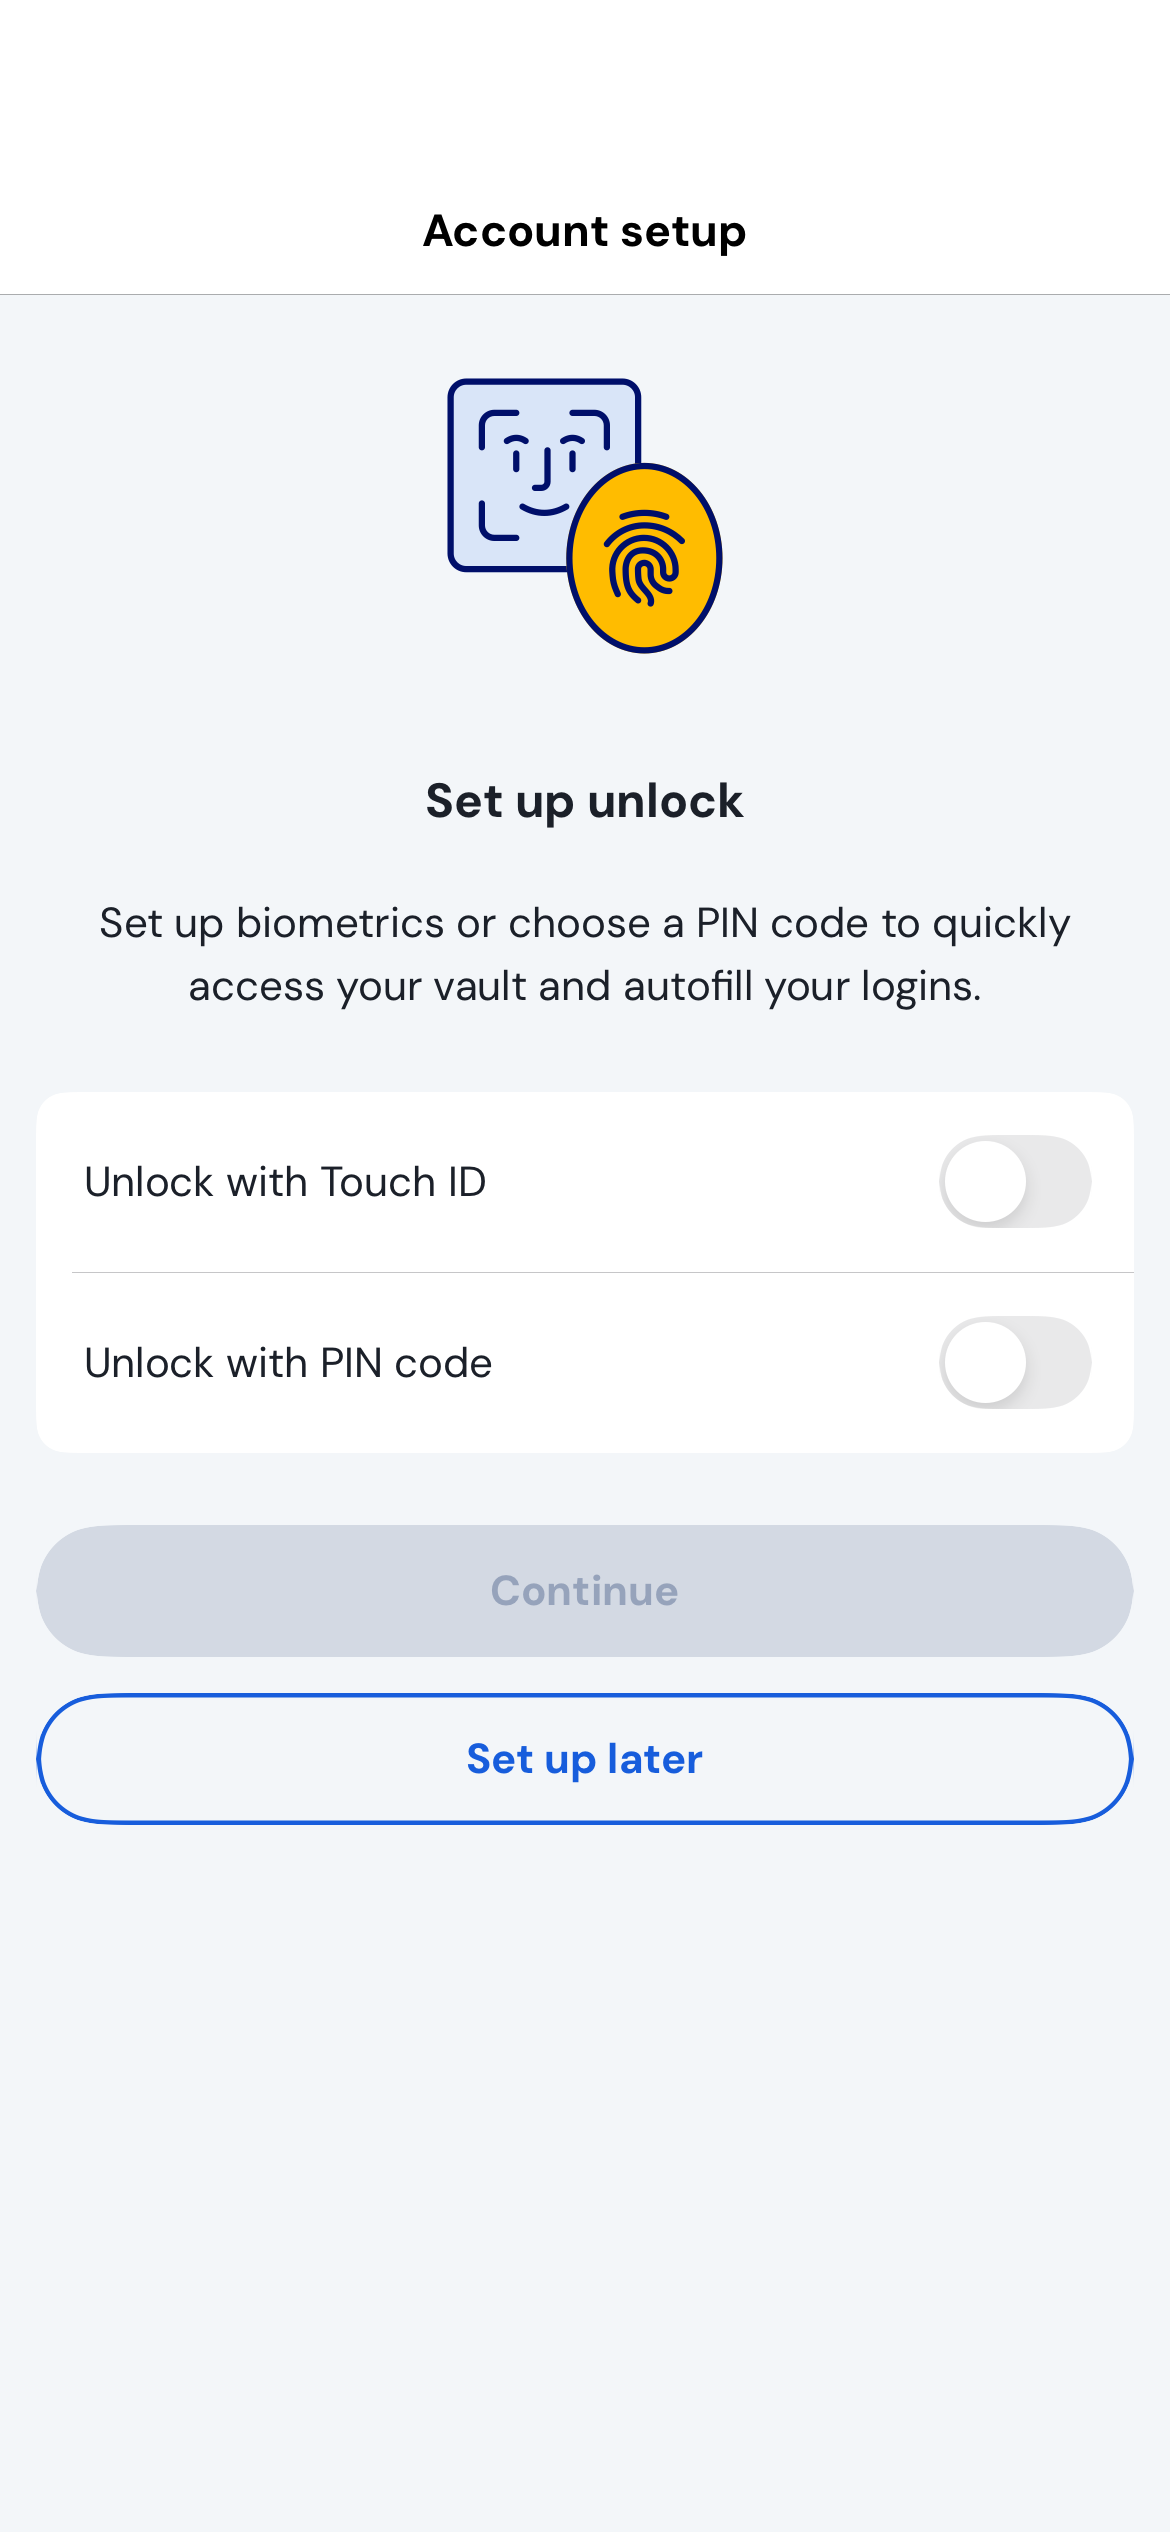 Account setup
Set up unlock
Set up biometrics or choose a PIN code to quickly
access your vault and autofill your logins.
Unlock with Touch ID
Unlock with PIN code
Continue
Set up later